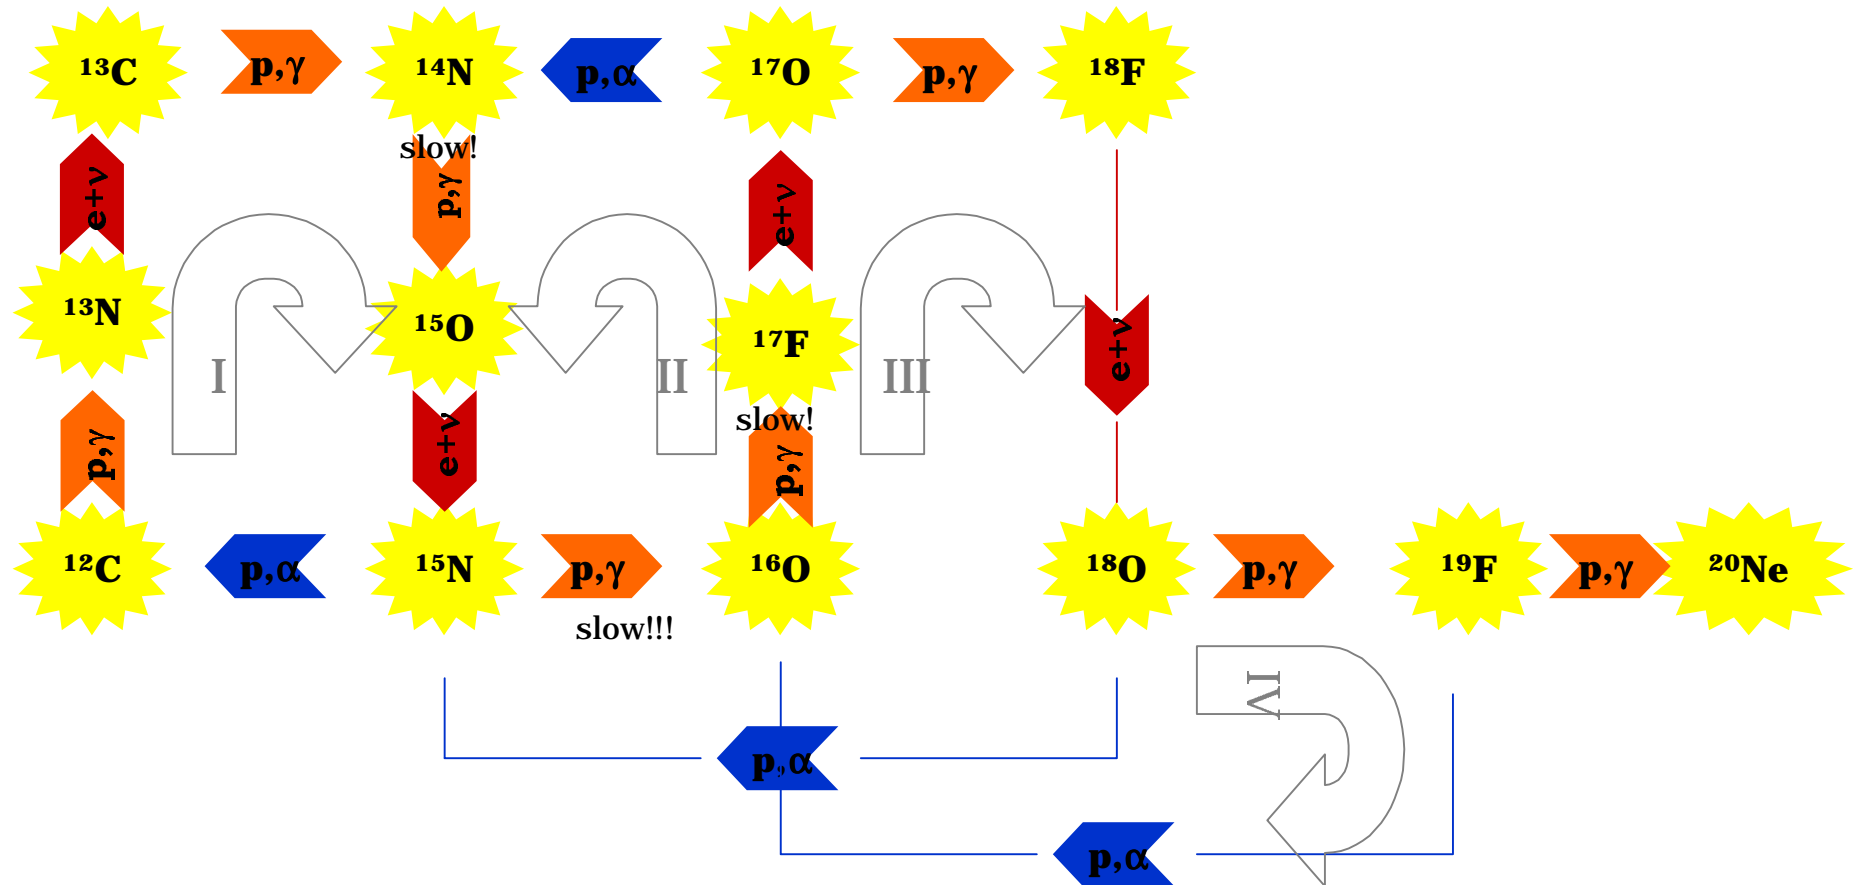 ¹³C p,γ ¹⁴N p,α ¹⁷O p,γ ¹⁸F
slow!
e+ν p,γ e+ν
¹³N ¹⁵O ¹⁷F e+ν
I II III
slow!
p,γ e+ν p,γ
¹²C p,α ¹⁵N p,γ ¹⁶O ¹⁸O p,γ ¹⁹F p,γ ²⁰Ne
slow!!!
IV
p,α
p,α